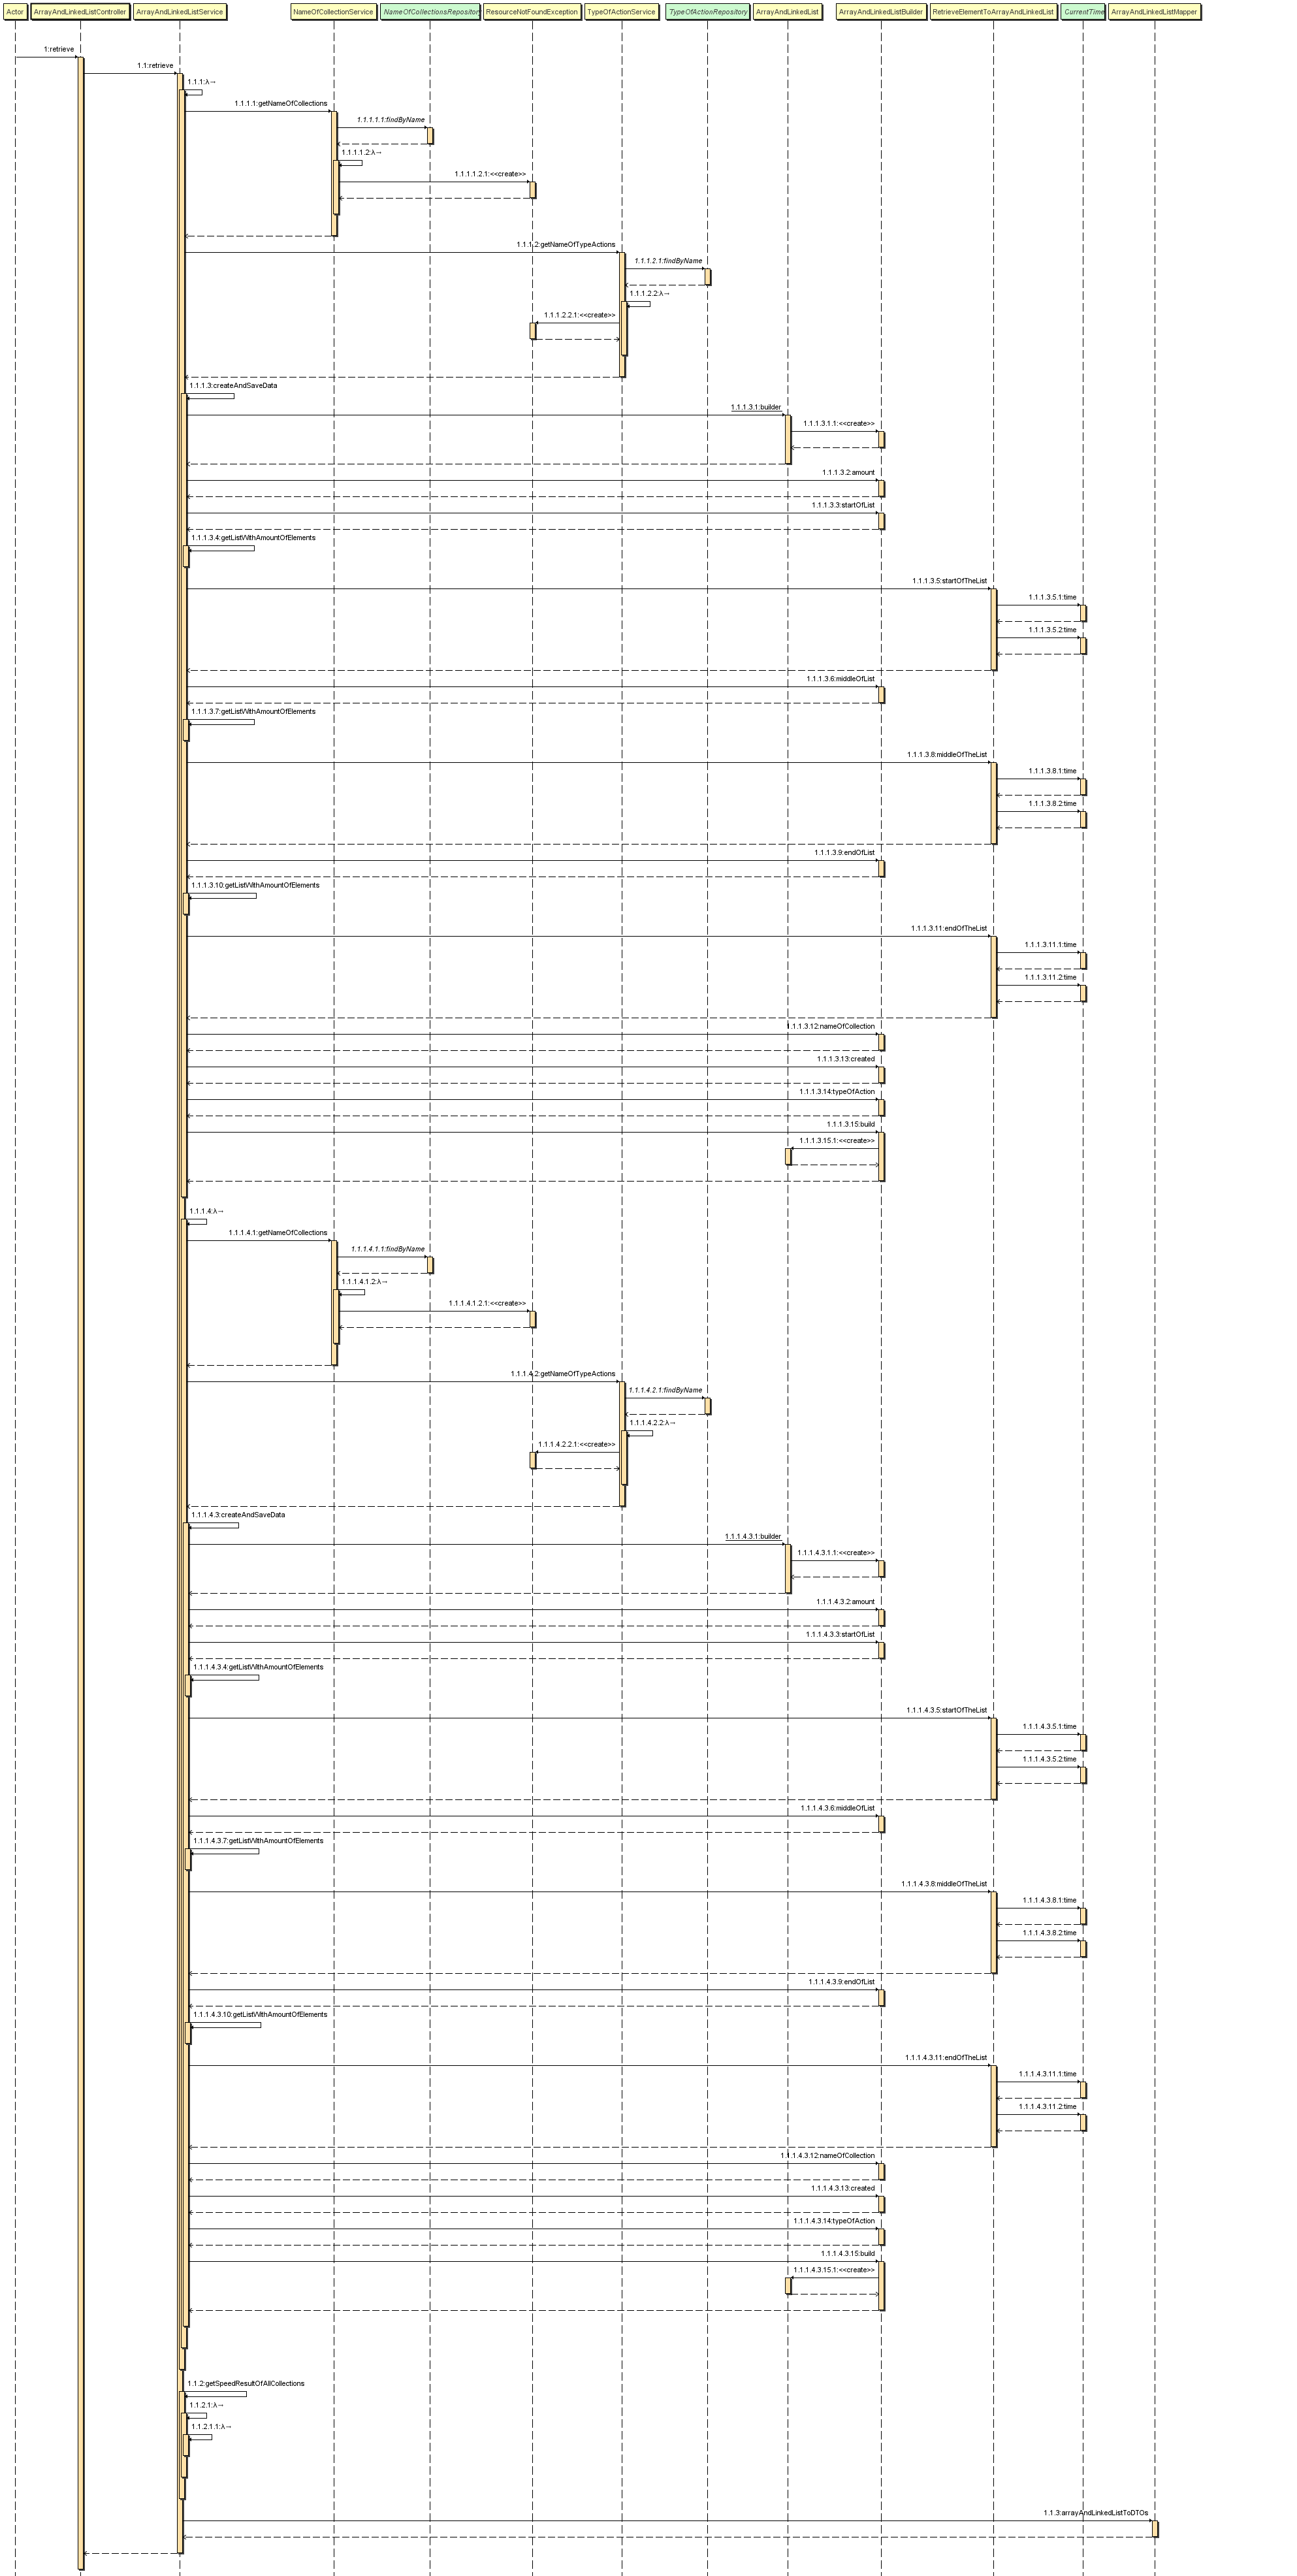 Actor
ArrayAndLinkedListController
ArrayAndLinkedListService
NameOfCollectionService
NameOfCollectionsRepository
ResourceNotFoundException
TypeOfActionService
TypeOfActionRepository
ArrayAndLinkedList
ArrayAndLinkedListBuilder
RetrieveElementToArrayAndLinkedList
CurrentTime
ArrayAndLinkedListMapper
1:retrieve
1.1:retrieve
1.1.1:λ→
1.1.1.1:getNameOfCollections
1.1.1.1.1:findByName
1.1.1.1.2:λ→
1.1.1.1.2.1:<<create>>
1.1.1.2:getNameOfTypeActions
1.1.1.2.1:findByName
1.1.1.2.2:λ→
1.1.1.2.2.1:<<create>>
1.1.1.3:createAndSaveData
1.1.1.3.1:builder
1.1.1.3.1.1:<<create>>
1.1.1.3.2:amount
1.1.1.3.3:startOfList
1.1.1.3.4:getListWithAmountOfElements
1.1.1.3.5:startOfTheList
1.1.1.3.5.1:time
1.1.1.3.5.2:time
1.1.1.3.6:middleOfList
1.1.1.3.7:getListWithAmountOfElements
1.1.1.3.8:middleOfTheList
1.1.1.3.8.1:time
1.1.1.3.8.2:time
1.1.1.3.9:endOfList
1.1.1.3.10:getListWithAmountOfElements
1.1.1.3.11:endOfTheList
1.1.1.3.11.1:time
1.1.1.3.11.2:time
1.1.1.3.12:nameOfCollection
1.1.1.3.13:created
1.1.1.3.14:typeOfAction
1.1.1.3.15:build
1.1.1.3.15.1:<<create>>
1.1.1.4:λ→
1.1.1.4.1:getNameOfCollections
1.1.1.4.1.1:findByName
1.1.1.4.1.2:λ→
1.1.1.4.1.2.1:<<create>>
1.1.1.4.2:getNameOfTypeActions
1.1.1.4.2.1:findByName
1.1.1.4.2.2:λ→
1.1.1.4.2.2.1:<<create>>
1.1.1.4.3:createAndSaveData
1.1.1.4.3.1:builder
1.1.1.4.3.1.1:<<create>>
1.1.1.4.3.2:amount
1.1.1.4.3.3:startOfList
1.1.1.4.3.4:getListWithAmountOfElements
1.1.1.4.3.5:startOfTheList
1.1.1.4.3.5.1:time
1.1.1.4.3.5.2:time
1.1.1.4.3.6:middleOfList
1.1.1.4.3.7:getListWithAmountOfElements
1.1.1.4.3.8:middleOfTheList
1.1.1.4.3.8.1:time
1.1.1.4.3.8.2:time
1.1.1.4.3.9:endOfList
1.1.1.4.3.10:getListWithAmountOfElements
1.1.1.4.3.11:endOfTheList
1.1.1.4.3.11.1:time
1.1.1.4.3.11.2:time
1.1.1.4.3.12:nameOfCollection
1.1.1.4.3.13:created
1.1.1.4.3.14:typeOfAction
1.1.1.4.3.15:build
1.1.1.4.3.15.1:<<create>>
1.1.2:getSpeedResultOfAllCollections
1.1.2.1:λ→
1.1.2.1.1:λ→
1.1.3:arrayAndLinkedListToDTOs